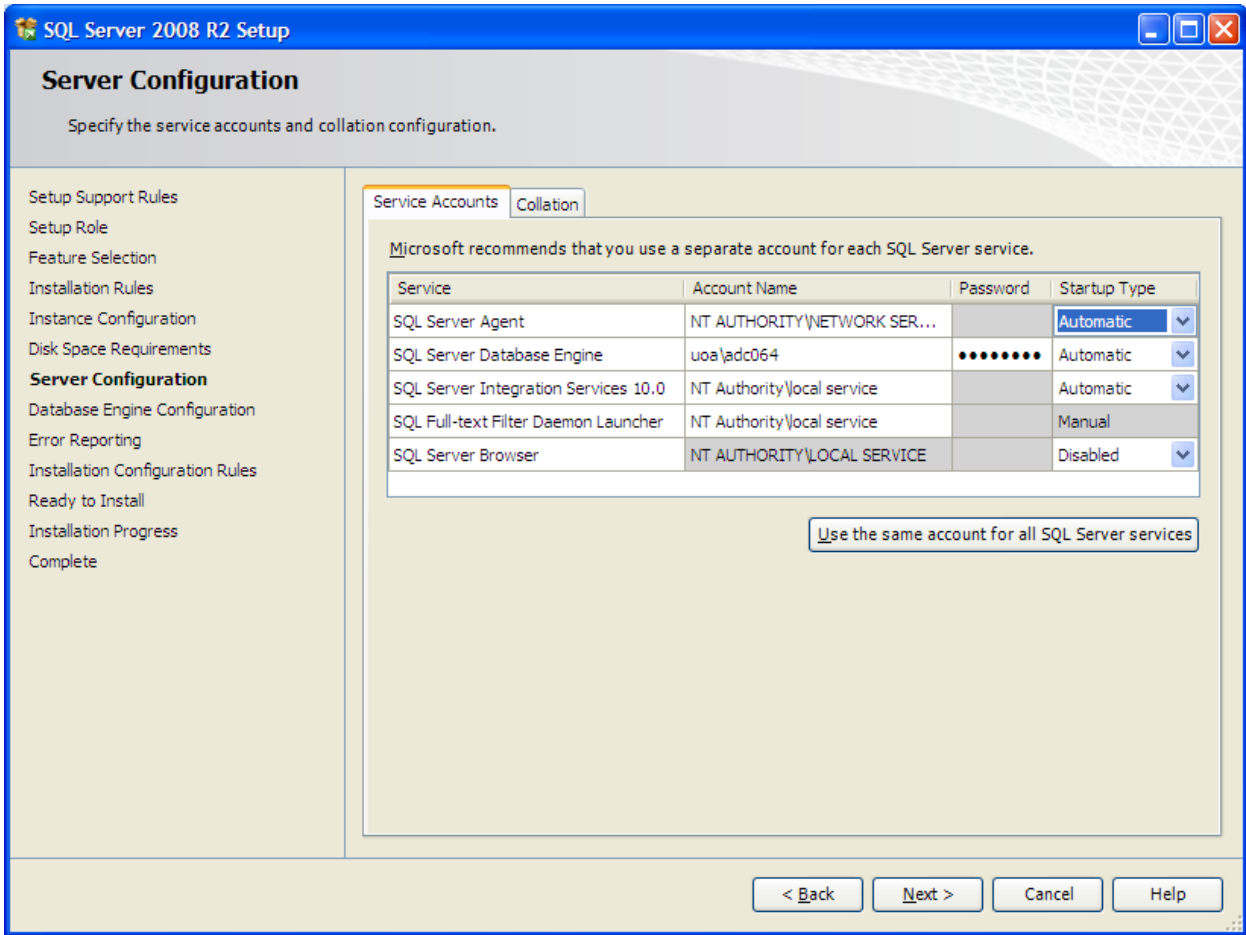 SQL Server 2008 R2 Setup
Server Configuration
Specify the service accounts and collation configuration.
Setup Support Rules
Setup Role
Feature Selection
Installation Rules
Instance Configuration
Disk Space Requirements
Server Configuration
Database Engine Configuration
Error Reporting
Installation Configuration Rules
Ready to Install
Installation Progress
Complete
Service Accounts Collation
Microsoft recommends that you use a separate account for each SQL Server service.
Service Account Name Password Startup Type
SQL Server Agent NT AUTHORITY\NETWORK SER... Automatic
SQL Server Database Engine uoa\adc064 ●●●●●●●● Automatic
SQL Server Integration Services 10.0 NT Authority\local service Automatic
SQL Full-text Filter Daemon Launcher NT Authority\local service Manual
SQL Server Browser NT AUTHORITY\LOCAL SERVICE Disabled
Use the same account for all SQL Server services
< Back Next > Cancel Help